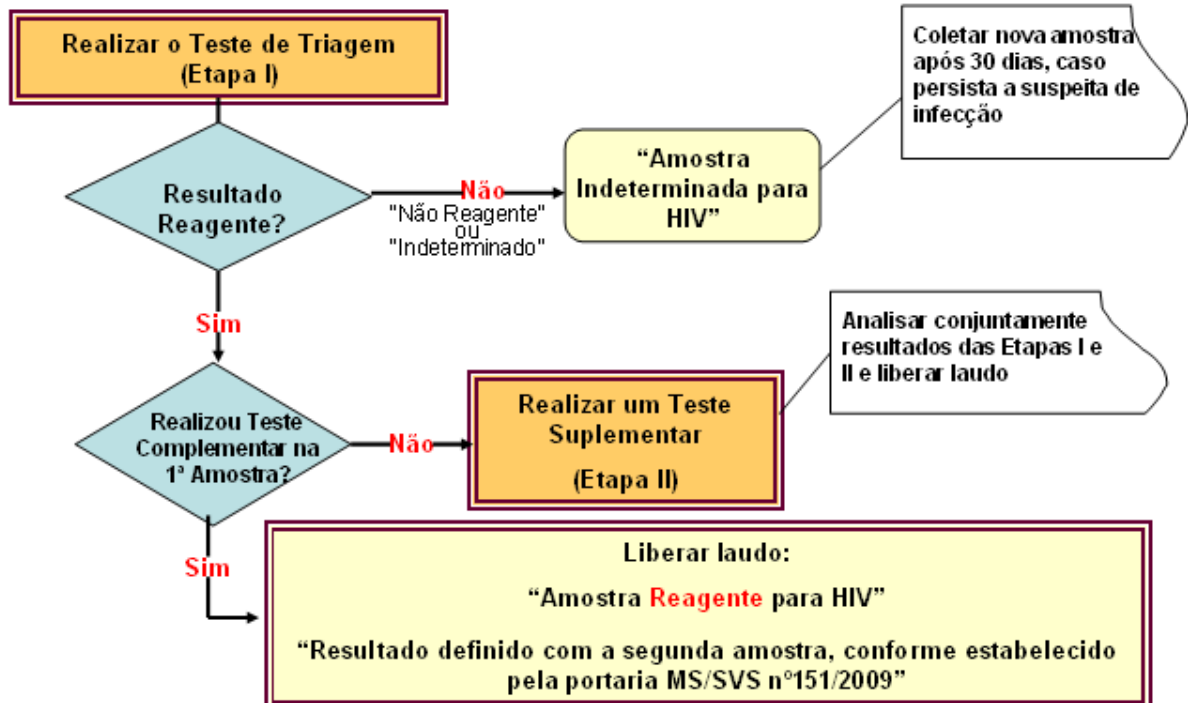 Realizar o Teste de Triagem
(Etapa I)
Coletar nova amostra
após 30 dias, caso
persista a suspeita de
infecção
Resultado
Reagente?
Não
"Não Reagente"
ou
"Indeterminado"
“Amostra
Indeterminada para
HIV”
Sim
Analisar conjuntamente
resultados das Etapas I e
II e liberar laudo
Realizou Teste
Complementar na
1ª Amostra?
Não
Realizar um Teste
Suplementar
(Etapa II)
Sim
Liberar laudo:
“Amostra Reagente para HIV”
“Resultado definido com a segunda amostra, conforme estabelecido
pela portaria MS/SVS nº151/2009”